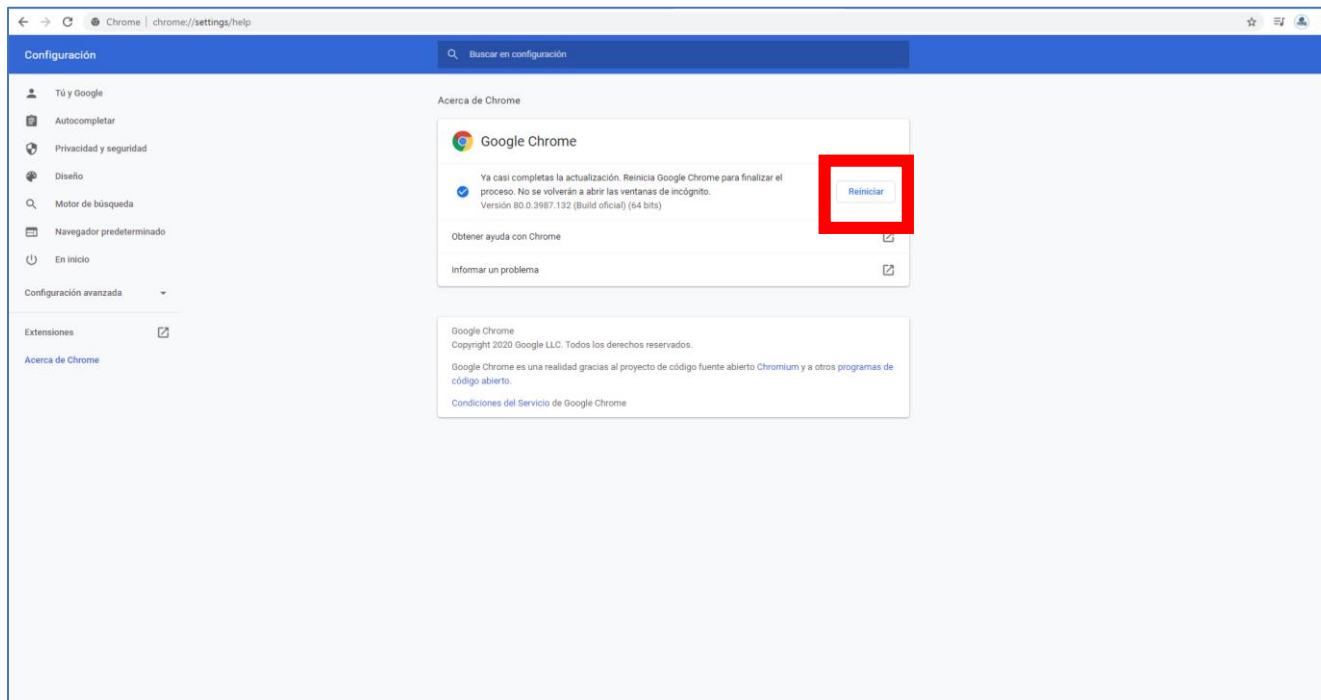 Chrome | chrome://settings/help
Configuración
Buscar en configuración
Tú y Google
Autocompletar
Privacidad y seguridad
Diseño
Motor de búsqueda
Navegador predeterminado
En inicio
Configuración avanzada
Extensiones
Acerca de Chrome
Acerca de Chrome
Google Chrome
Ya casi completas la actualización. Reinicia Google Chrome para finalizar el
proceso. No se volverán a abrir las ventanas de incógnito.
Versión 80.0.3987.132 (Build oficial) (64 bits)
Reiniciar
Obtener ayuda con Chrome
Informar un problema
Google Chrome
Copyright 2020 Google LLC. Todos los derechos reservados.
Google Chrome es una realidad gracias al proyecto de código fuente abierto Chromium y a otros programas de
código abierto.
Condiciones del Servicio de Google Chrome